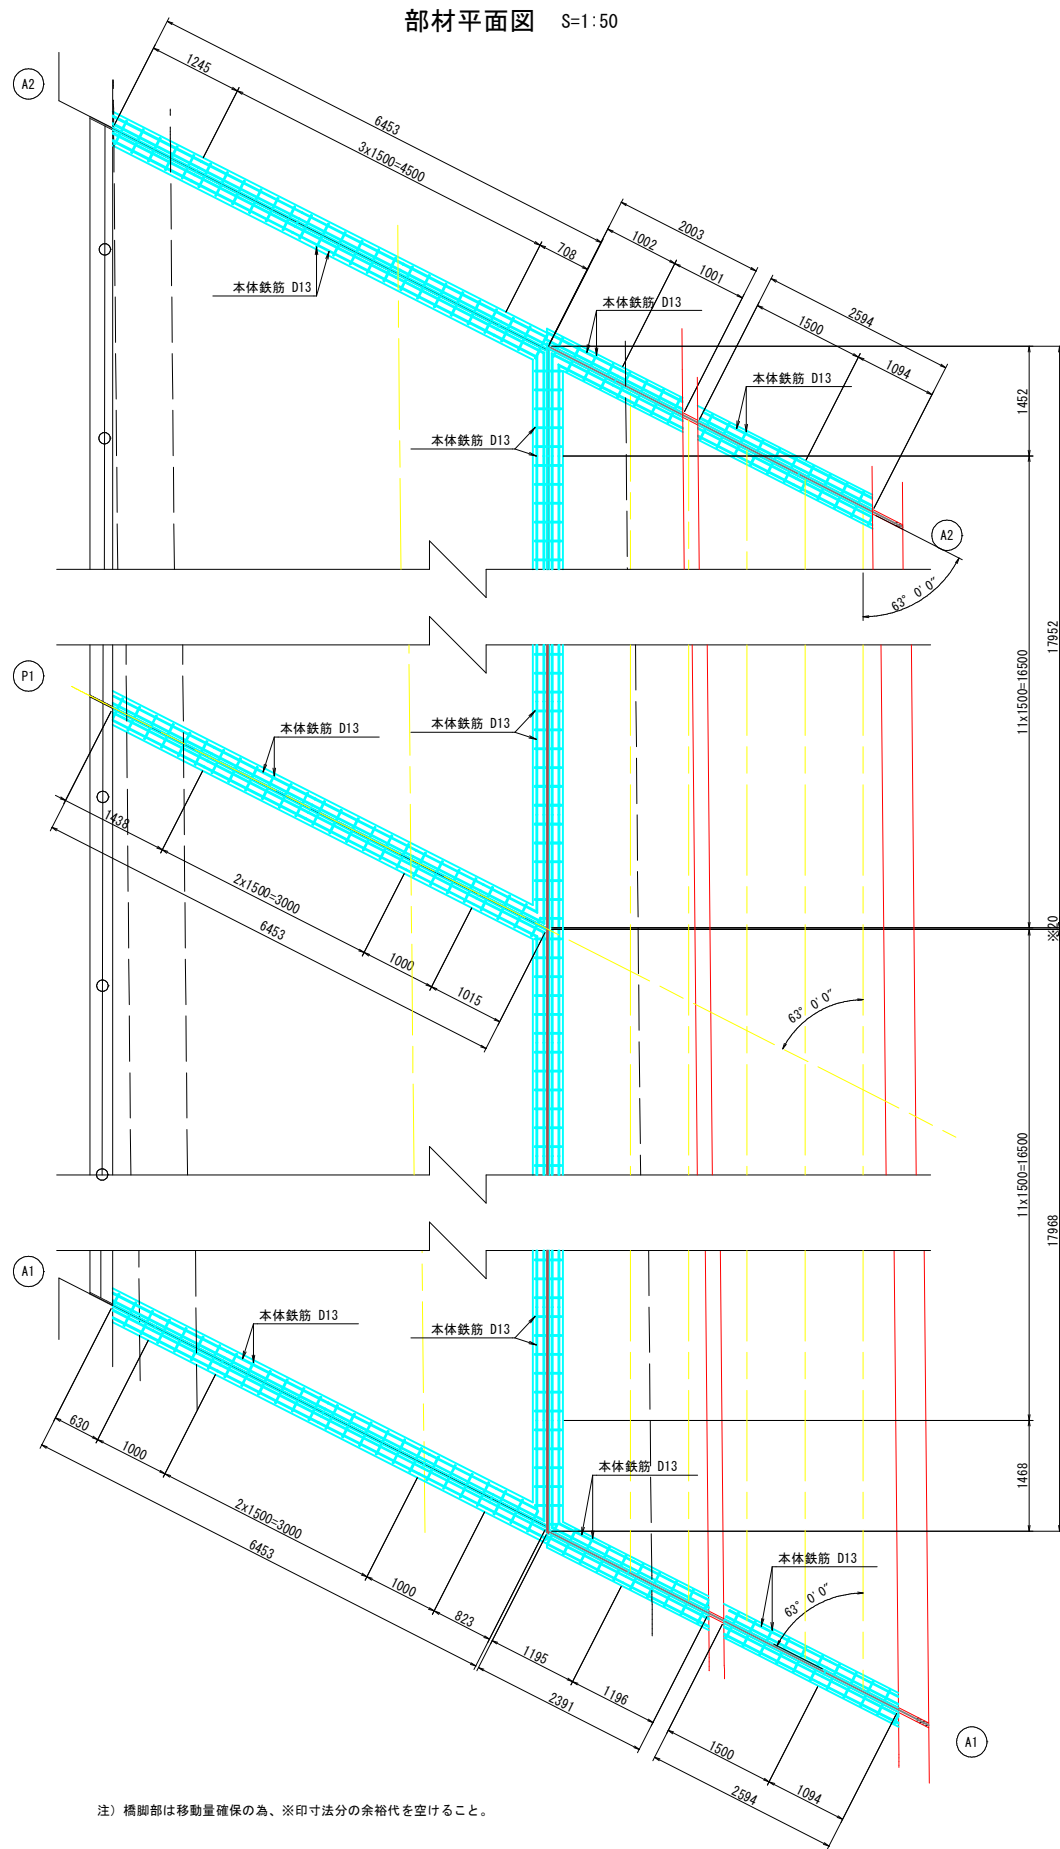 部材平面図 S=1:50
A2
1245
6453
3x1500=4500
708
2003
1002
1001
2594
1500
1094
本体鉄筋 D13
本体鉄筋 D13
本体鉄筋 D13
本体鉄筋 D13
1452
A2
63° 0′0″
17952
11x1500=16500
P1
本体鉄筋 D13
本体鉄筋 D13
1438
2x1500=3000
6453
1000
1015
※20
63° 0′0″
11x1500=16500
17968
A1
本体鉄筋 D13
本体鉄筋 D13
630
1000
2x1500=3000
6453
1000
823
本体鉄筋 D13
1468
本体鉄筋 D13
63° 0′0″
1195
1196
2391
1500
1094
2594
A1
注）橋脚部は移動量確保の為、※印寸法分の余裕代を空けること。